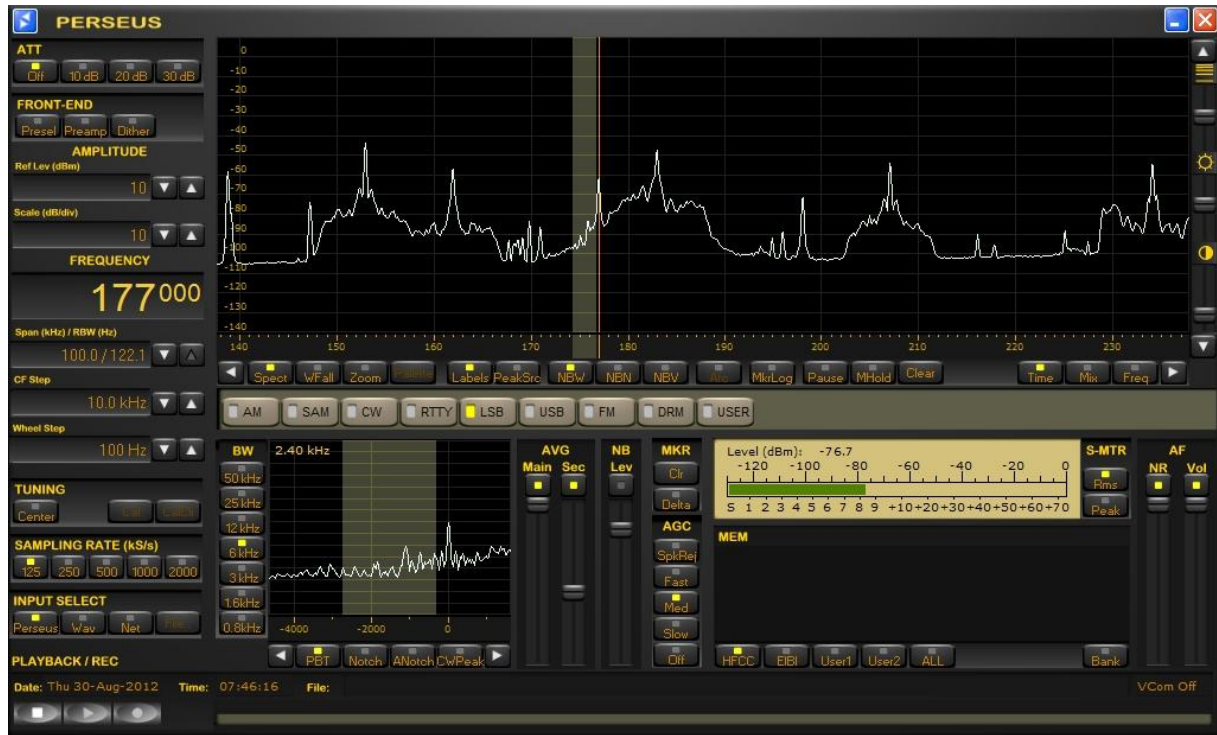 PERSEUS
ATT
Off 10 dB 20 dB 30 dB
FRONT-END
Presel Preamp Dither
AMPLITUDE
Ref Lev (dBm)
10
Scale (dB/div)
10
FREQUENCY
177000
Span (kHz) / RBW (Hz)
100.0 / 122.1
CF Step
10.0 kHz
Wheel Step
100 Hz
TUNING
Center
SAMPLING RATE (kS/s)
125 250 500 1000 2000
INPUT SELECT
Perseus Wav Net
PLAYBACK / REC
0
-10
-20
-30
-40
-60
-70
-80
-90
-100
-110
-120
-130
-140
140 150 160 170 180 190 200 210 220 230
Spect WFall Zoom Labels PeakSrc NBW NBN NBV MkrLog Pause MHold Clear Time Mix Freq
AM SAM CW RTTY LSB USB FM DRM USER
BW
50 kHz
25 kHz
12 kHz
6 kHz
3 kHz
1.6kHz
0.8kHz
2.40 kHz
-4000 -2000 0
PBT Notch ANotch CWPeak
AVG
Main Sec
NB
Lev
MKR
Clr
Delta
AGC
SpkRej
Fast
Med
Slow
Off
Level (dBm): -76.7
-120 -100 -80 -60 -40 -20 0
S 1 2 3 4 5 6 7 8 9 +10+20+30+40+50+60+70
S-MTR
Rms
Peak
AF
NR Vol
MEM
HFCC EIBI User1 User2 ALL Bank
Date: Thu 30-Aug-2012 Time: 07:46:16 File: VCom Off